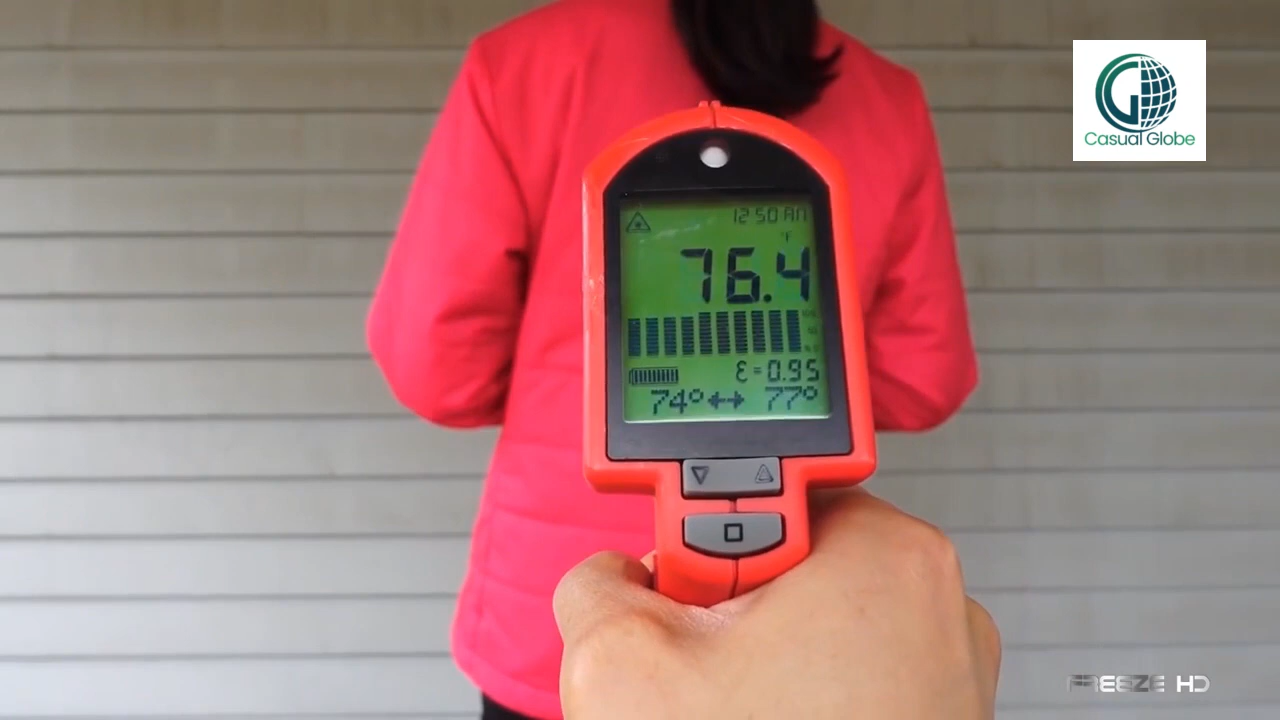 Casual Globe
12:50 AM
°F
76.4
ε=0.95
74°↔77°
FREEZE HD